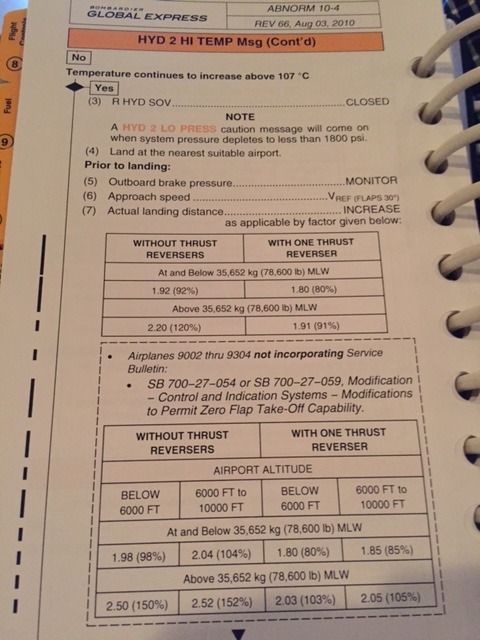 BOMBARDIER
GLOBAL EXPRESS
ABNORM 10-4
REV 66, Aug 03, 2010
HYD 2 HI TEMP Msg (Cont'd)
No
Temperature continues to increase above 107 °C
Yes
(3) R HYD SOV..........CLOSED
NOTE
A HYD 2 LO PRESS caution message will come on
when system pressure depletes to less than 1800 psi.
(4) Land at the nearest suitable airport.
Prior to landing:
(5) Outboard brake pressure..........MONITOR
(6) Approach speed ..........VREF (FLAPS 30°)
(7) Actual landing distance..........INCREASE
as applicable by factor given below:
WITHOUT THRUST REVERSERS WITH ONE THRUST REVERSER
At and Below 35,652 kg (78,600 lb) MLW
1.92 (92%) 1.80 (80%)
Above 35,652 kg (78,600 lb) MLW
2.20 (120%) 1.91 (91%)
• Airplanes 9002 thru 9304 not incorporating Service
Bulletin:
• SB 700–27–054 or SB 700–27–059, Modification
– Control and Indication Systems – Modifications
to Permit Zero Flap Take-Off Capability.
WITHOUT THRUST REVERSERS WITH ONE THRUST REVERSER
AIRPORT ALTITUDE
BELOW 6000 FT 6000 FT to 10000 FT BELOW 6000 FT 6000 FT to 10000 FT
At and Below 35,652 kg (78,600 lb) MLW
1.98 (98%) 2.04 (104%) 1.80 (80%) 1.85 (85%)
Above 35,652 kg (78,600 lb) MLW
2.50 (150%) 2.52 (152%) 2.03 (103%) 2.05 (105%)
Flight
8
Fuel
9